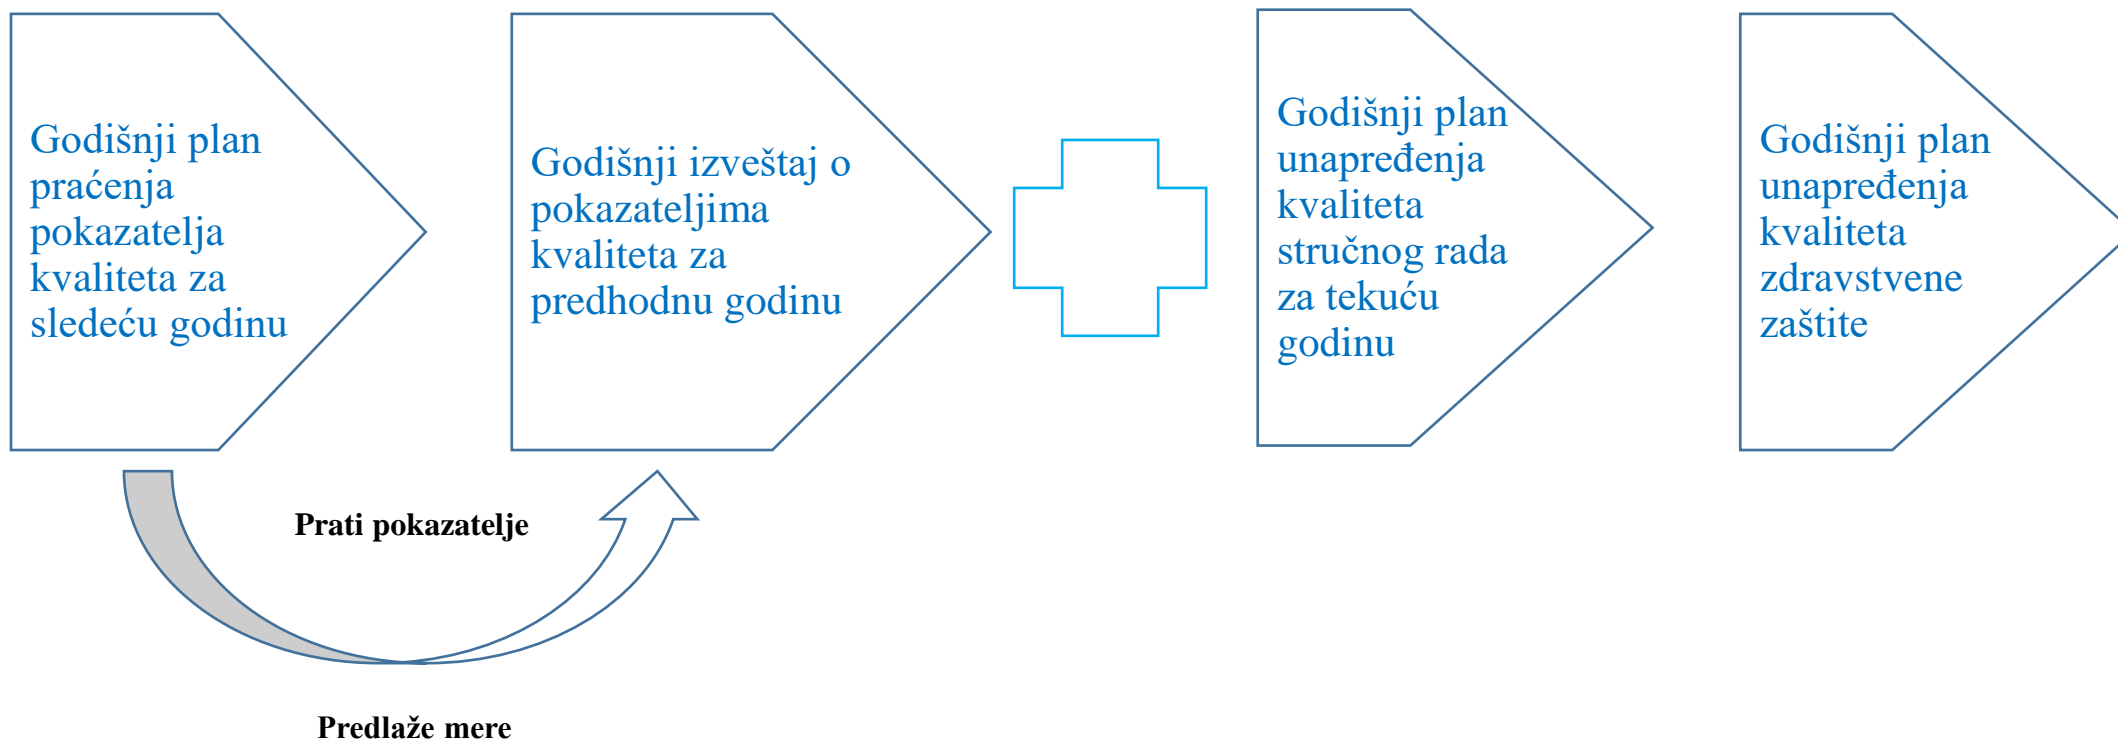 Godišnji plan
praćenja
pokazatelja
kvaliteta za
sledeću godinu
Godišnji izveštaj o
pokazateljima
kvaliteta za
predhodnu godinu
Godišnji plan
unapređenja
kvaliteta
stručnog rada
za tekuću
godinu
Godišnji plan
unapređenja
kvaliteta
zdravstvene
zaštite
Prati pokazatelje
Predlaže mere